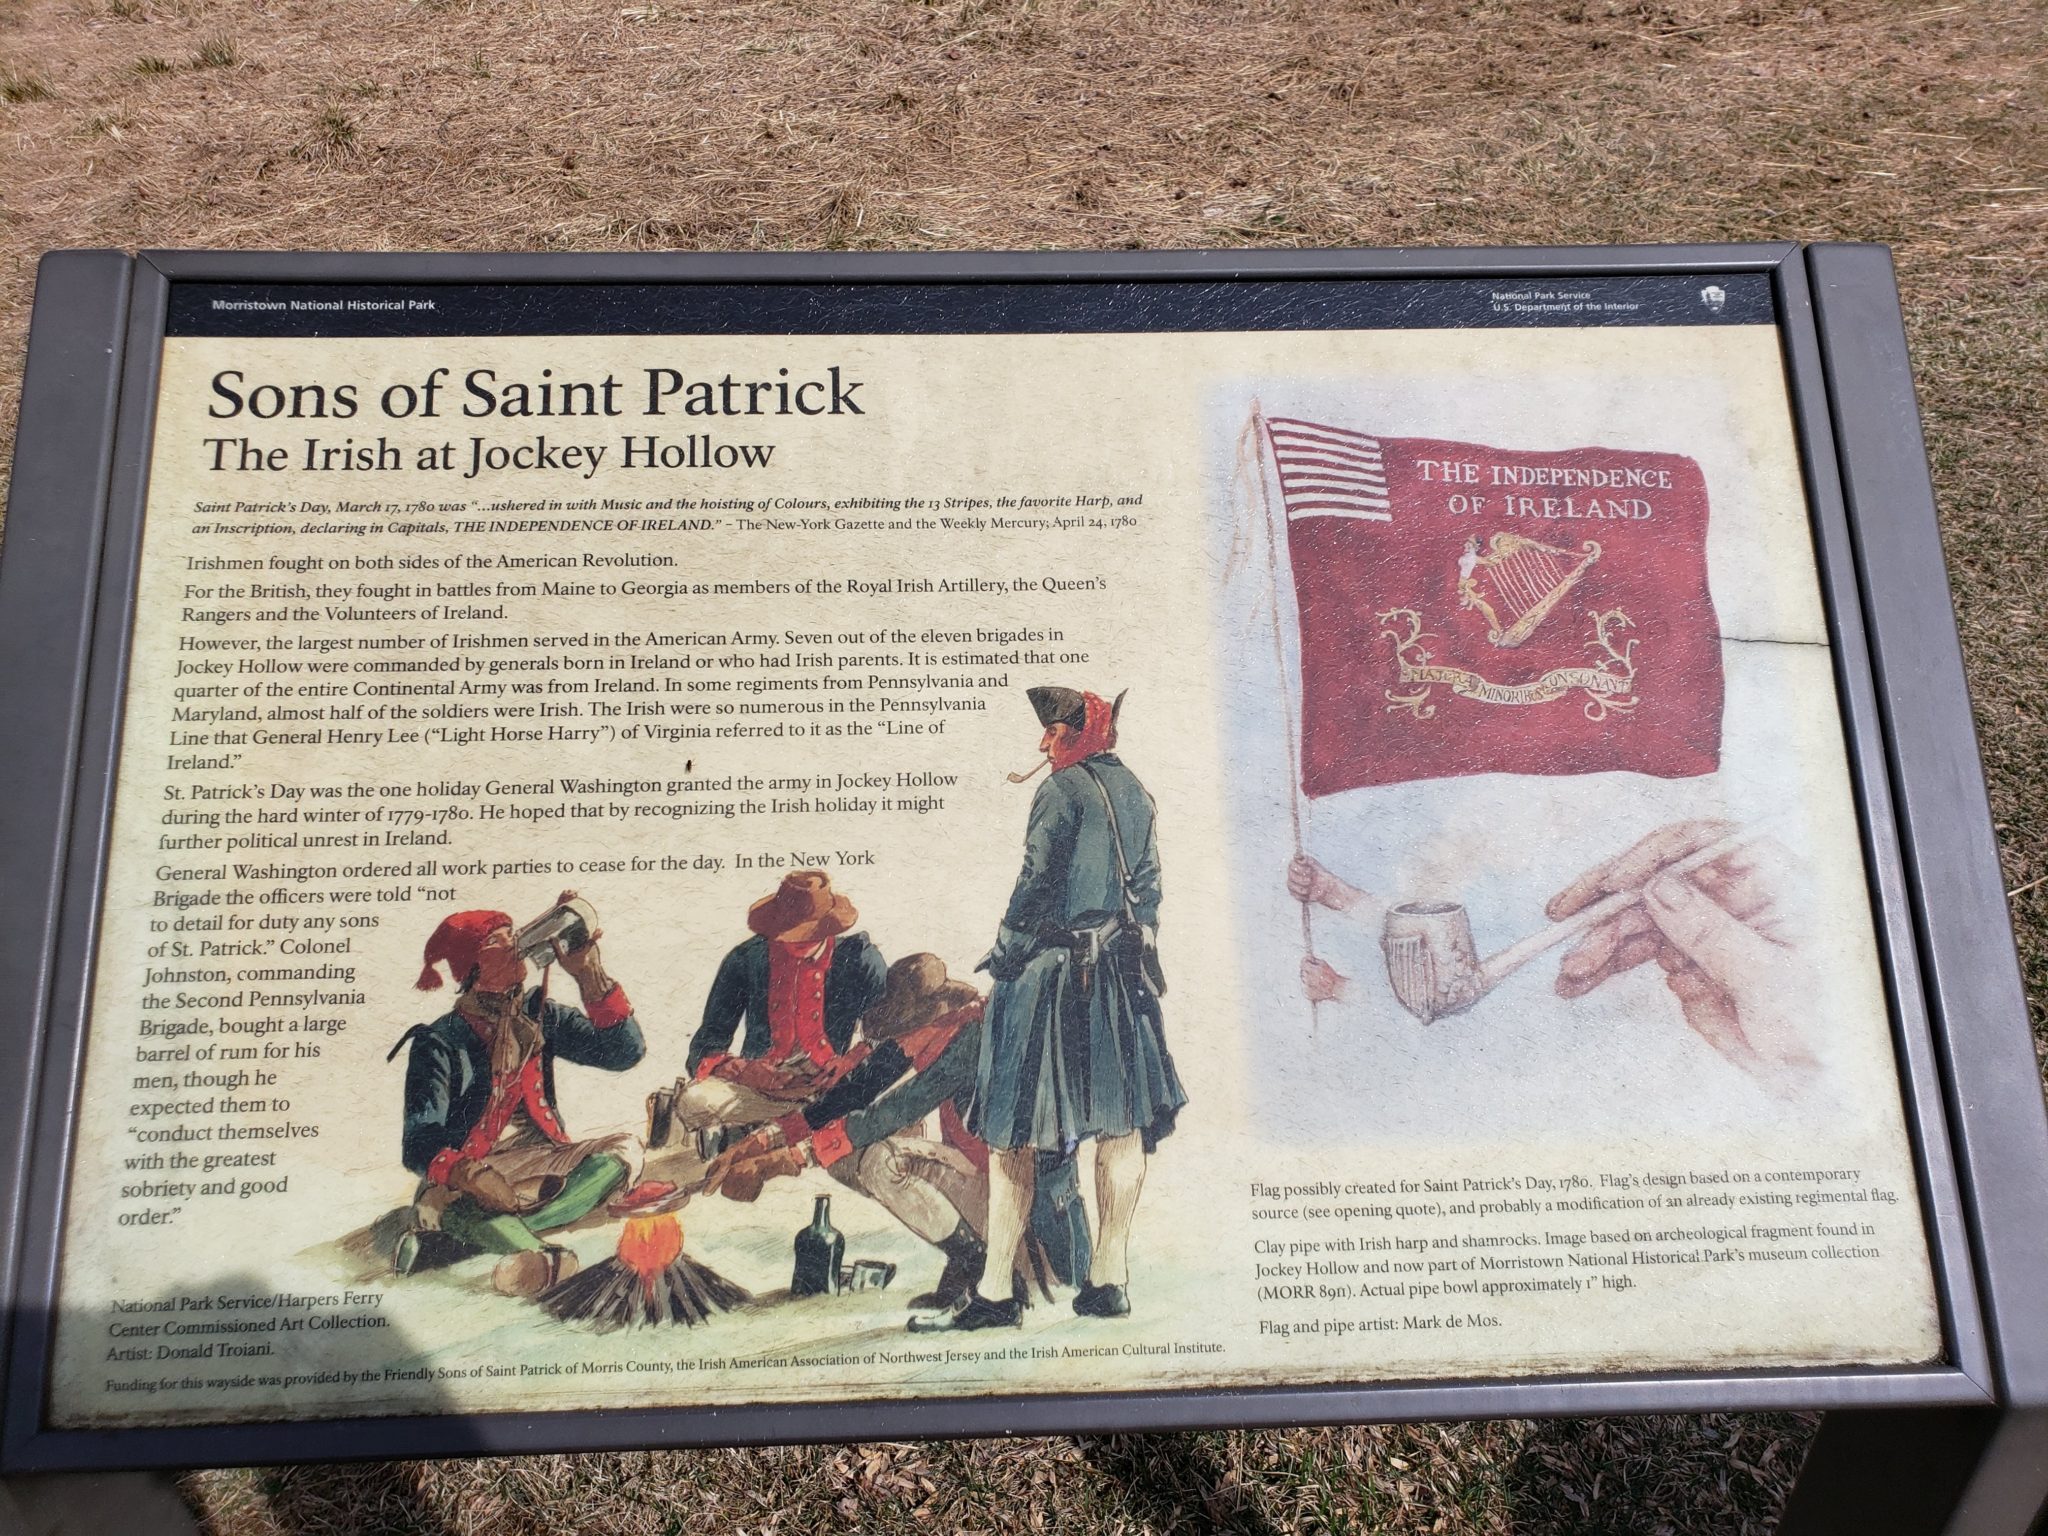 Morristown National Historical Park
National Park Service
U.S. Department of the Interior
Sons of Saint Patrick
The Irish at Jockey Hollow
Saint Patrick's Day, March 17, 1780 was "...ushered in with Music and the hoisting of Colours, exhibiting the 13 Stripes, the favorite Harp, and
an Inscription, declaring in Capitals, THE INDEPENDENCE OF IRELAND." – The New-York Gazette and the Weekly Mercury; April 24, 1780
Irishmen fought on both sides of the American Revolution.
For the British, they fought in battles from Maine to Georgia as members of the Royal Irish Artillery, the Queen's
Rangers and the Volunteers of Ireland.
However, the largest number of Irishmen served in the American Army. Seven out of the eleven brigades in
Jockey Hollow were commanded by generals born in Ireland or who had Irish parents. It is estimated that one
quarter of the entire Continental Army was from Ireland. In some regiments from Pennsylvania and
Maryland, almost half of the soldiers were Irish. The Irish were so numerous in the Pennsylvania
Line that General Henry Lee ("Light Horse Harry") of Virginia referred to it as the "Line of
Ireland."
St. Patrick's Day was the one holiday General Washington granted the army in Jockey Hollow
during the hard winter of 1779-1780. He hoped that by recognizing the Irish holiday it might
further political unrest in Ireland.
General Washington ordered all work parties to cease for the day. In the New York
Brigade the officers were told "not
to detail for duty any sons
of St. Patrick." Colonel
Johnston, commanding
the Second Pennsylvania
Brigade, bought a large
barrel of rum for his
men, though he
expected them to
"conduct themselves
with the greatest
sobriety and good
order."
National Park Service/Harpers Ferry
Center Commissioned Art Collection.
Artist: Donald Troiani.
Funding for this wayside was provided by the Friendly Sons of Saint Patrick of Morris County, the Irish American Association of Northwest Jersey and the Irish American Cultural Institute.
THE INDEPENDENCE
OF IRELAND
MAJORA MINORIBUS CONSONANT
Flag possibly created for Saint Patrick's Day, 1780. Flag's design based on a contemporary
source (see opening quote), and probably a modification of an already existing regimental flag.
Clay pipe with Irish harp and shamrocks. Image based on archeological fragment found in
Jockey Hollow and now part of Morristown National Historical Park's museum collection
(MORR 8911). Actual pipe bowl approximately 1" high.
Flag and pipe artist: Mark de Mos.